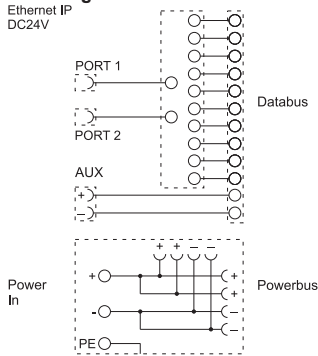 Ethernet IP
DC24V
PORT 1
PORT 2
Databus
AUX
+
–
+ + – –
Power
In
+
-
PE
+
+
–
–
Powerbus